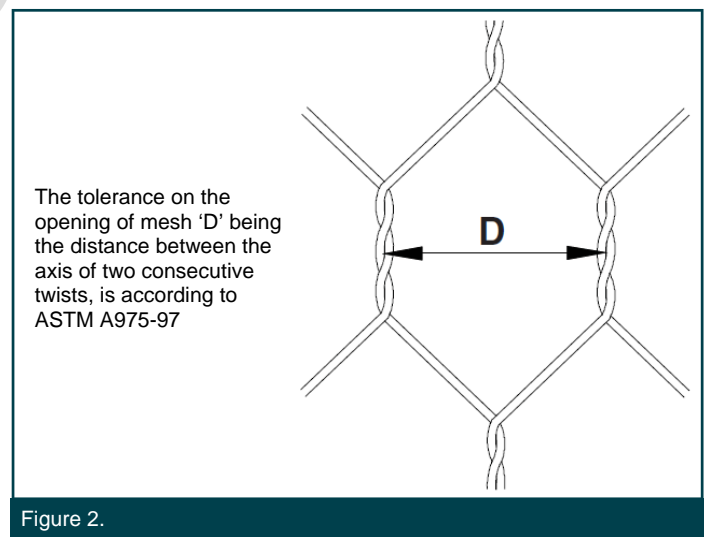 The tolerance on the
opening of mesh ‘D’ being
the distance between the
axis of two consecutive
twists, is according to
ASTM A975-97
D
Figure 2.